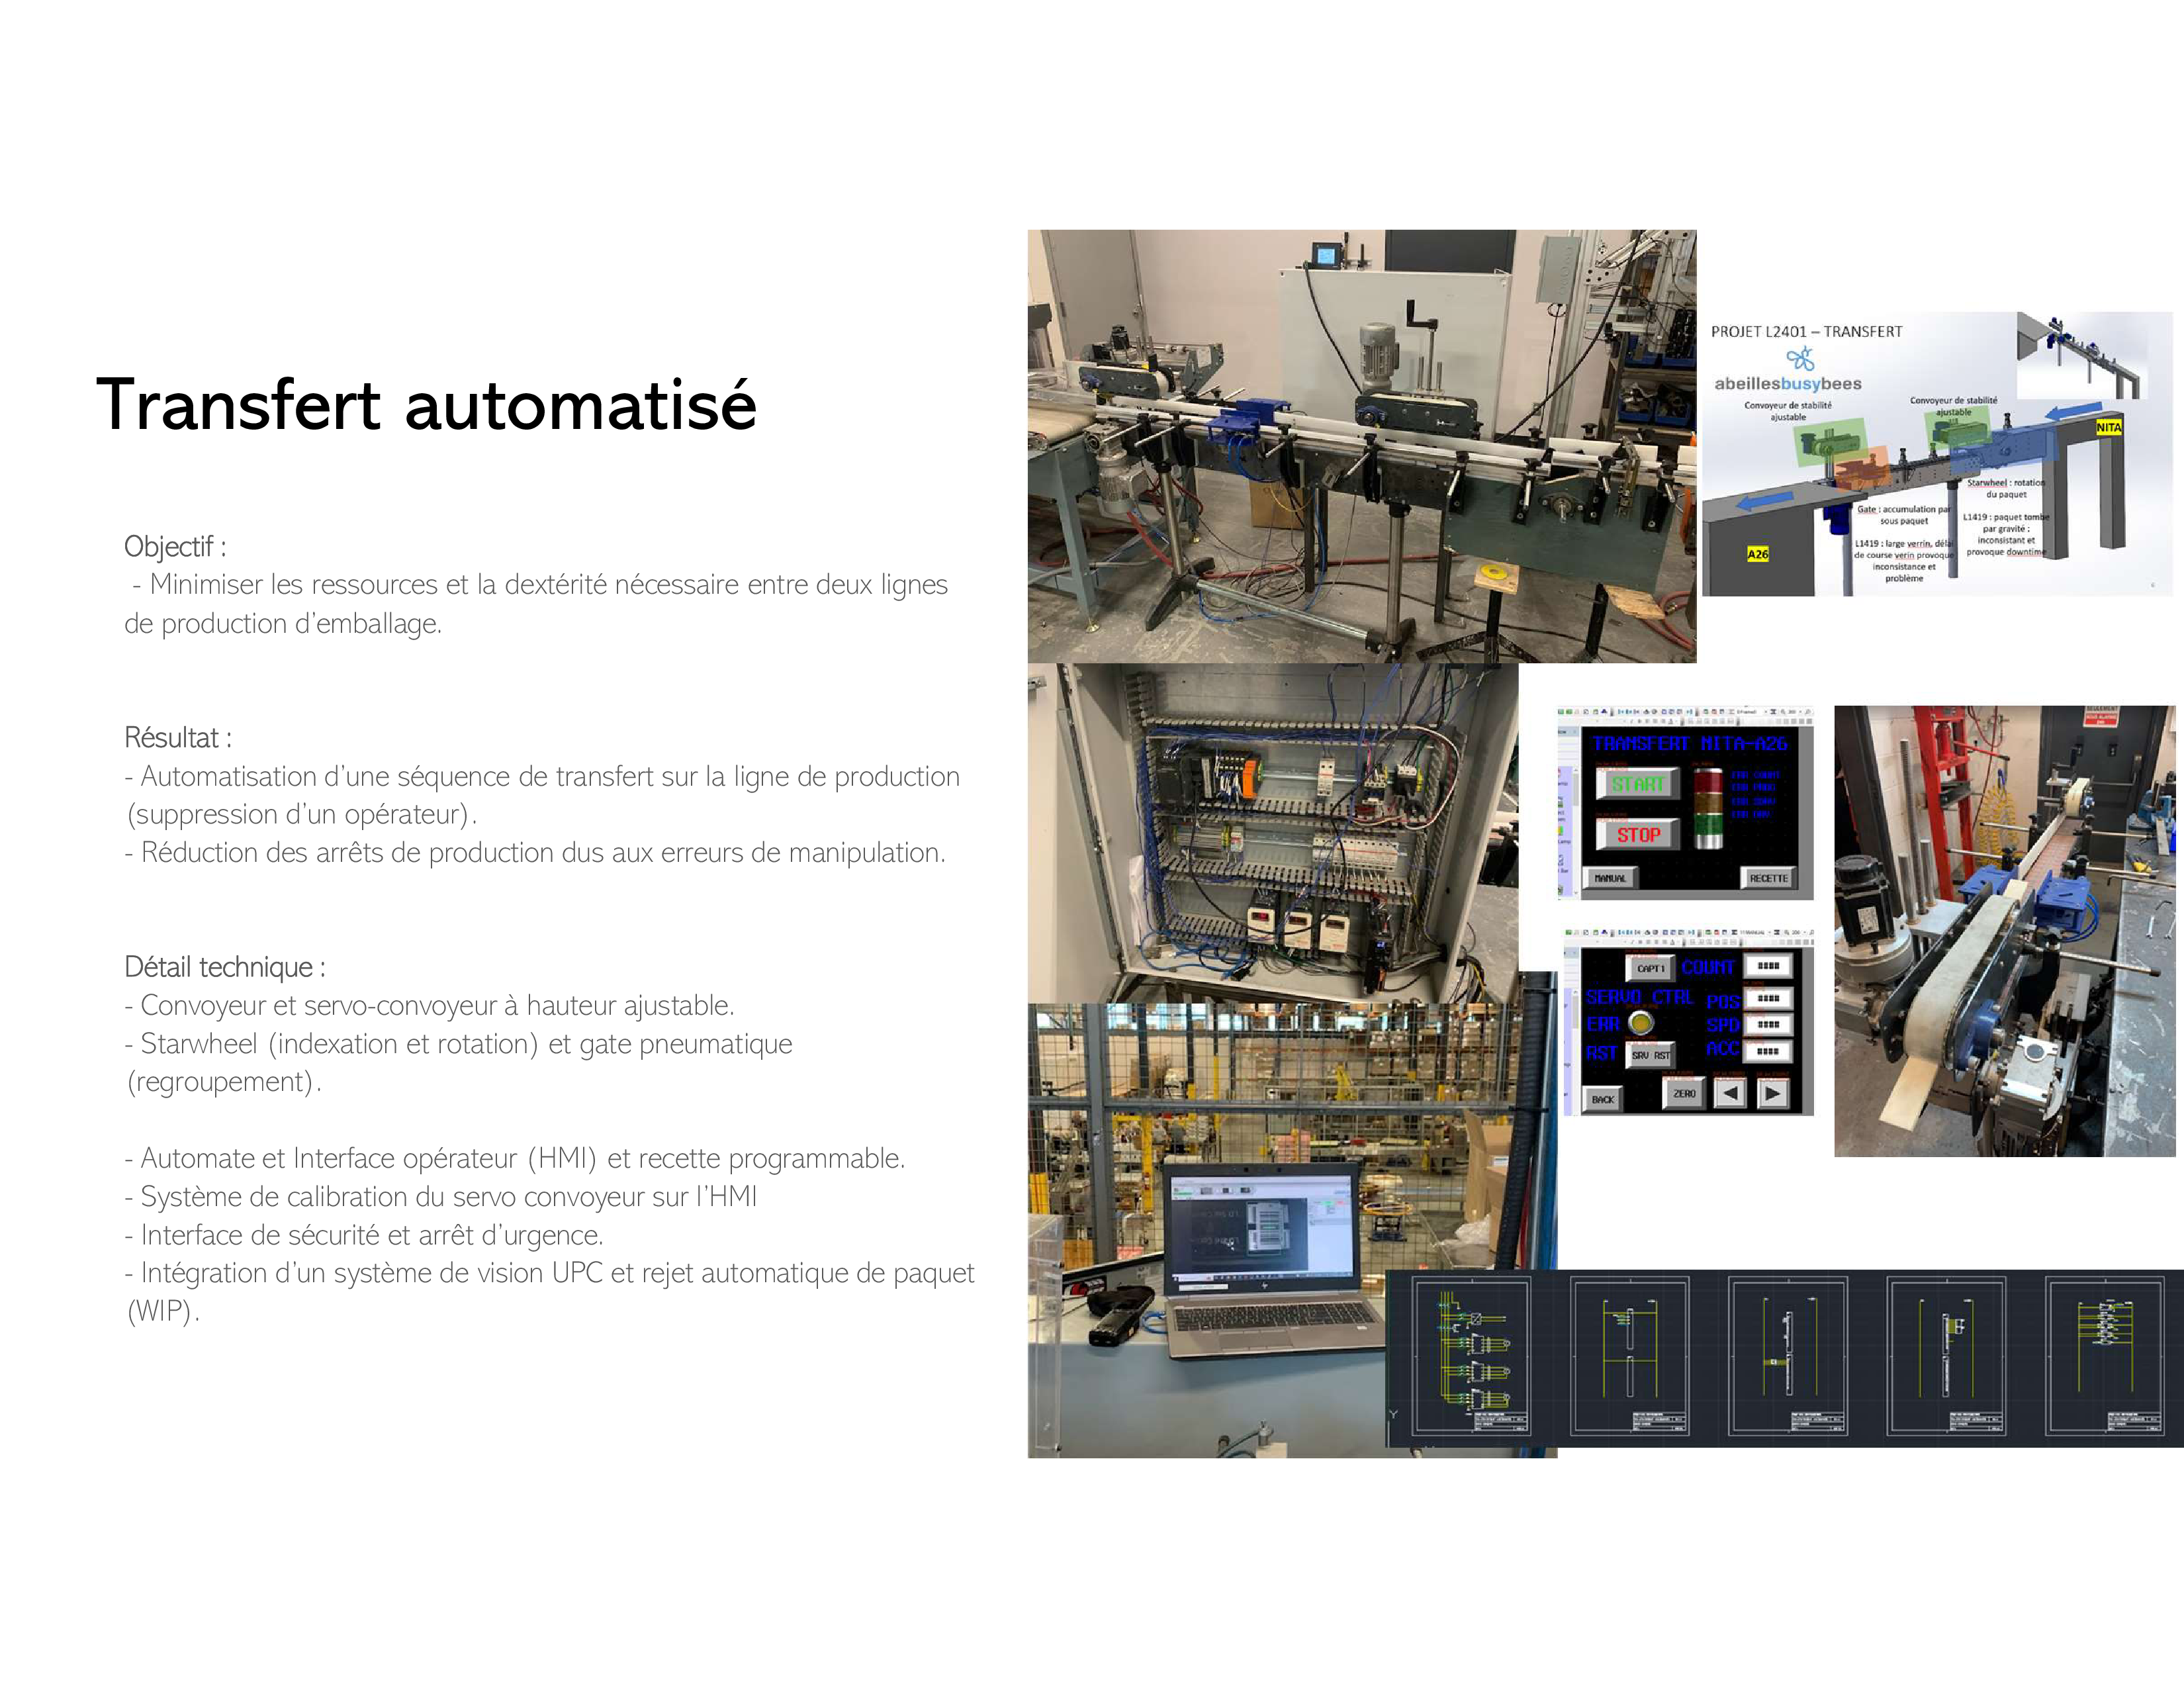 Transfert automatisé
Objectif :
- Minimiser les ressources et la dextérité nécessaire entre deux lignes
de production d'emballage.
Résultat :
- Automatisation d'une séquence de transfert sur la ligne de production
(suppression d'un opérateur).
- Réduction des arrêts de production dus aux erreurs de manipulation.
Détail technique :
- Convoyeur et servo-convoyeur à hauteur ajustable.
- Starwheel (indexation et rotation) et gate pneumatique
(regroupement).
- Automate et Interface opérateur (HMI) et recette programmable.
- Système de calibration du servo convoyeur sur l'HMI
- Interface de sécurité et arrêt d'urgence.
- Intégration d'un système de vision UPC et rejet automatique de paquet
(WIP).
PROJET L2401 – TRANSFERT
abeillesbusybees
Convoyeur de stabilité
ajustable
Convoyeur de stabilité
ajustable
NITA
Starwheel : rotation
du paquet
Gate : accumulation par
sous paquet
L1419 : paquet tombe
par gravité :
inconsistant et
provoque downtime
L1419 : large verrin, délai
de course verin provoque
inconsistance et
problème
A26
TRANSFERT NITA-A26
START
STOP
MANUAL
RECETTE
CAPT1
COUNT
SERVO CTRL
POS
ERR
SPD
RST
SRV RST
ACC
BACK
ZERO